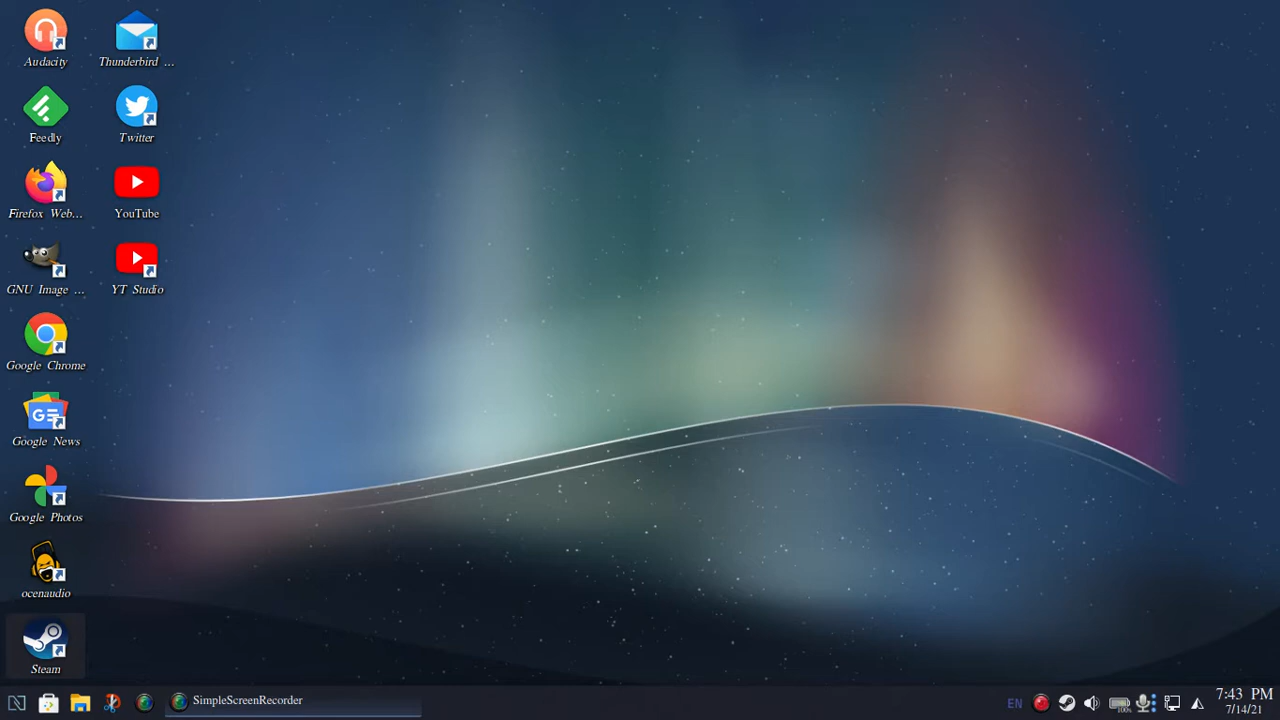 Audacity
Thunderbird ...
Feedly
Twitter
Firefox Web...
YouTube
GNU Image ...
YT Studio
Google Chrome
Google News
Google Photos
ocenaudio
Steam
SimpleScreenRecorder
EN
100%
7:43 PM
7/14/21